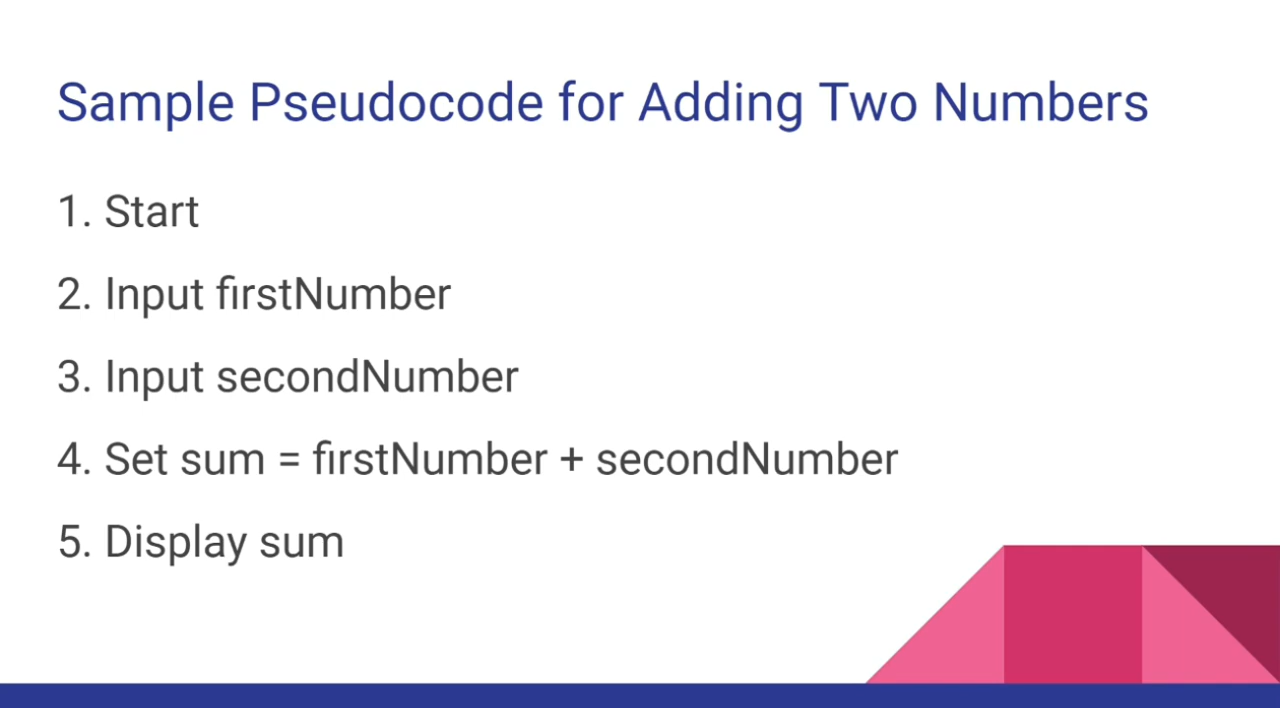 Sample Pseudocode for Adding Two Numbers
1. Start
2. Input firstNumber
3. Input secondNumber
4. Set sum = firstNumber + secondNumber
5. Display sum